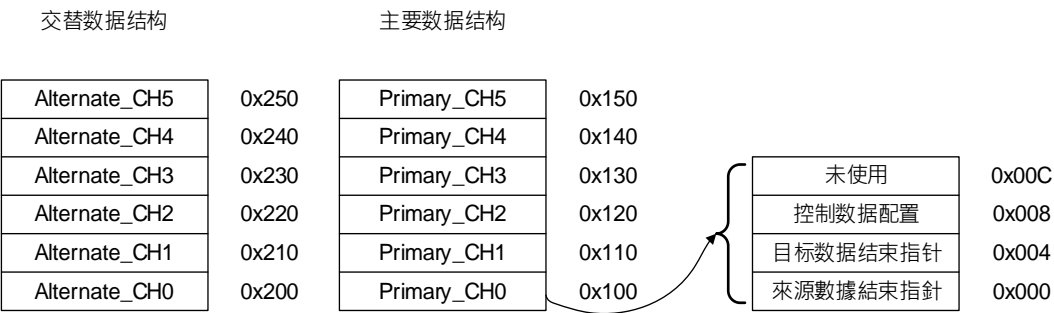 交替数据结构
主要数据结构
Alternate_CH5 0x250 Primary_CH5 0x150
Alternate_CH4 0x240 Primary_CH4 0x140
Alternate_CH3 0x230 Primary_CH3 0x130 未使用 0x00C
Alternate_CH2 0x220 Primary_CH2 0x120 控制数据配置 0x008
Alternate_CH1 0x210 Primary_CH1 0x110 目标数据结束指针 0x004
Alternate_CH0 0x200 Primary_CH0 0x100 來源數據結束指針 0x000